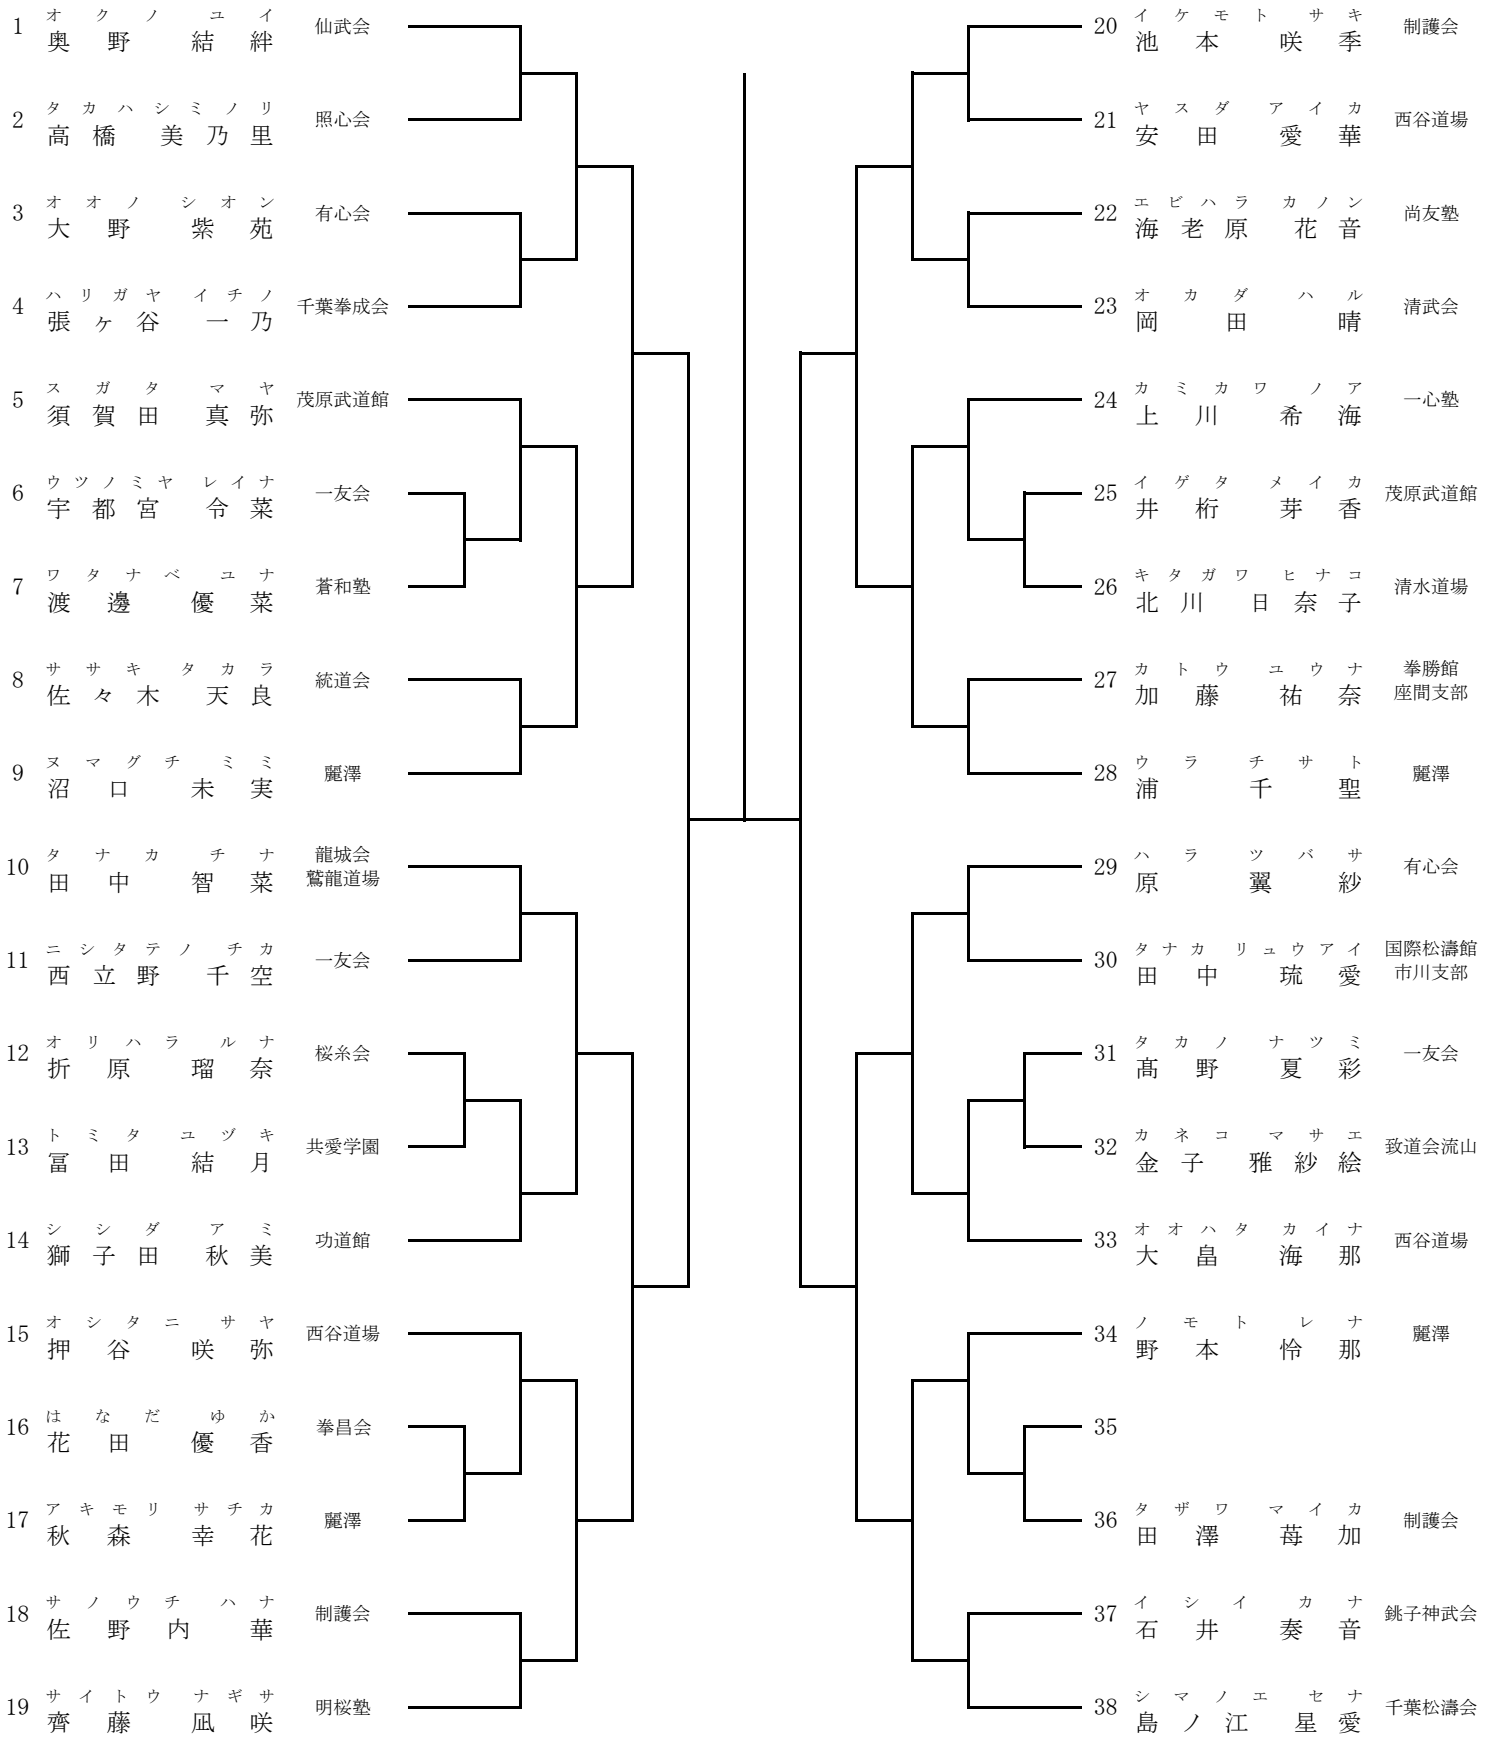 オクノ ユイ
1 奥野 結絆 仙武会
タカハシ ミノリ
2 高橋 美乃里 照心会
オオノ シオン
3 大野 紫苑 有心会
ハリガヤ イチノ
4 張ヶ谷 一乃 千葉拳成会
スガタ マヤ
5 須賀田 真弥 茂原武道館
ウツノミヤ レイナ
6 宇都宮 令菜 一友会
ワタナベ ユナ
7 渡邊 優菜 蒼和塾
ササキ タカラ
8 佐々木 天良 統道会
ヌマグチ ミミ
9 沼口 未実 麗澤
タナカ チナ
10 田中 智菜 龍城会
鷲龍道場
ニシタテノ チカ
11 西立野 千空 一友会
オリハラ ルナ
12 折原 瑠奈 桜糸会
トミタ ユヅキ
13 冨田 結月 共愛学園
シシダ アミ
14 獅子田 秋美 功道館
オシタニ サヤ
15 押谷 咲弥 西谷道場
はなだ ゆか
16 花田 優香 拳昌会
アキモリ サチカ
17 秋森 幸花 麗澤
サノウチ ハナ
18 佐野内 華 制護会
サイトウ ナギサ
19 齊藤 凪咲 明桜塾
イケモト サキ
20 池本 咲季 制護会
ヤスダ アイカ
21 安田 愛華 西谷道場
エビハラ カノン
22 海老原 花音 尚友塾
オカダ ハル
23 岡田 晴 清武会
カミカワ ノア
24 上川 希海 一心塾
イゲタ メイカ
25 井桁 芽香 茂原武道館
キタガワ ヒナコ
26 北川 日奈子 清水道場
カトウ ユウナ
27 加藤 祐奈 拳勝館
座間支部
ウラ チサト
28 浦 千聖 麗澤
ハラ ツバサ
29 原 翼紗 有心会
タナカ リュウアイ
30 田中 琉愛 国際松濤館
市川支部
タカノ ナツミ
31 髙野 夏彩 一友会
カネコ マサエ
32 金子 雅紗絵 致道会流山
オオハタ カイナ
33 大畠 海那 西谷道場
ノモト レナ
34 野本 怜那 麗澤
35
タザワ マイカ
36 田澤 苺加 制護会
イシイ カナ
37 石井 奏音 銚子神武会
シマノエ セナ
38 島ノ江 星愛 千葉松濤会